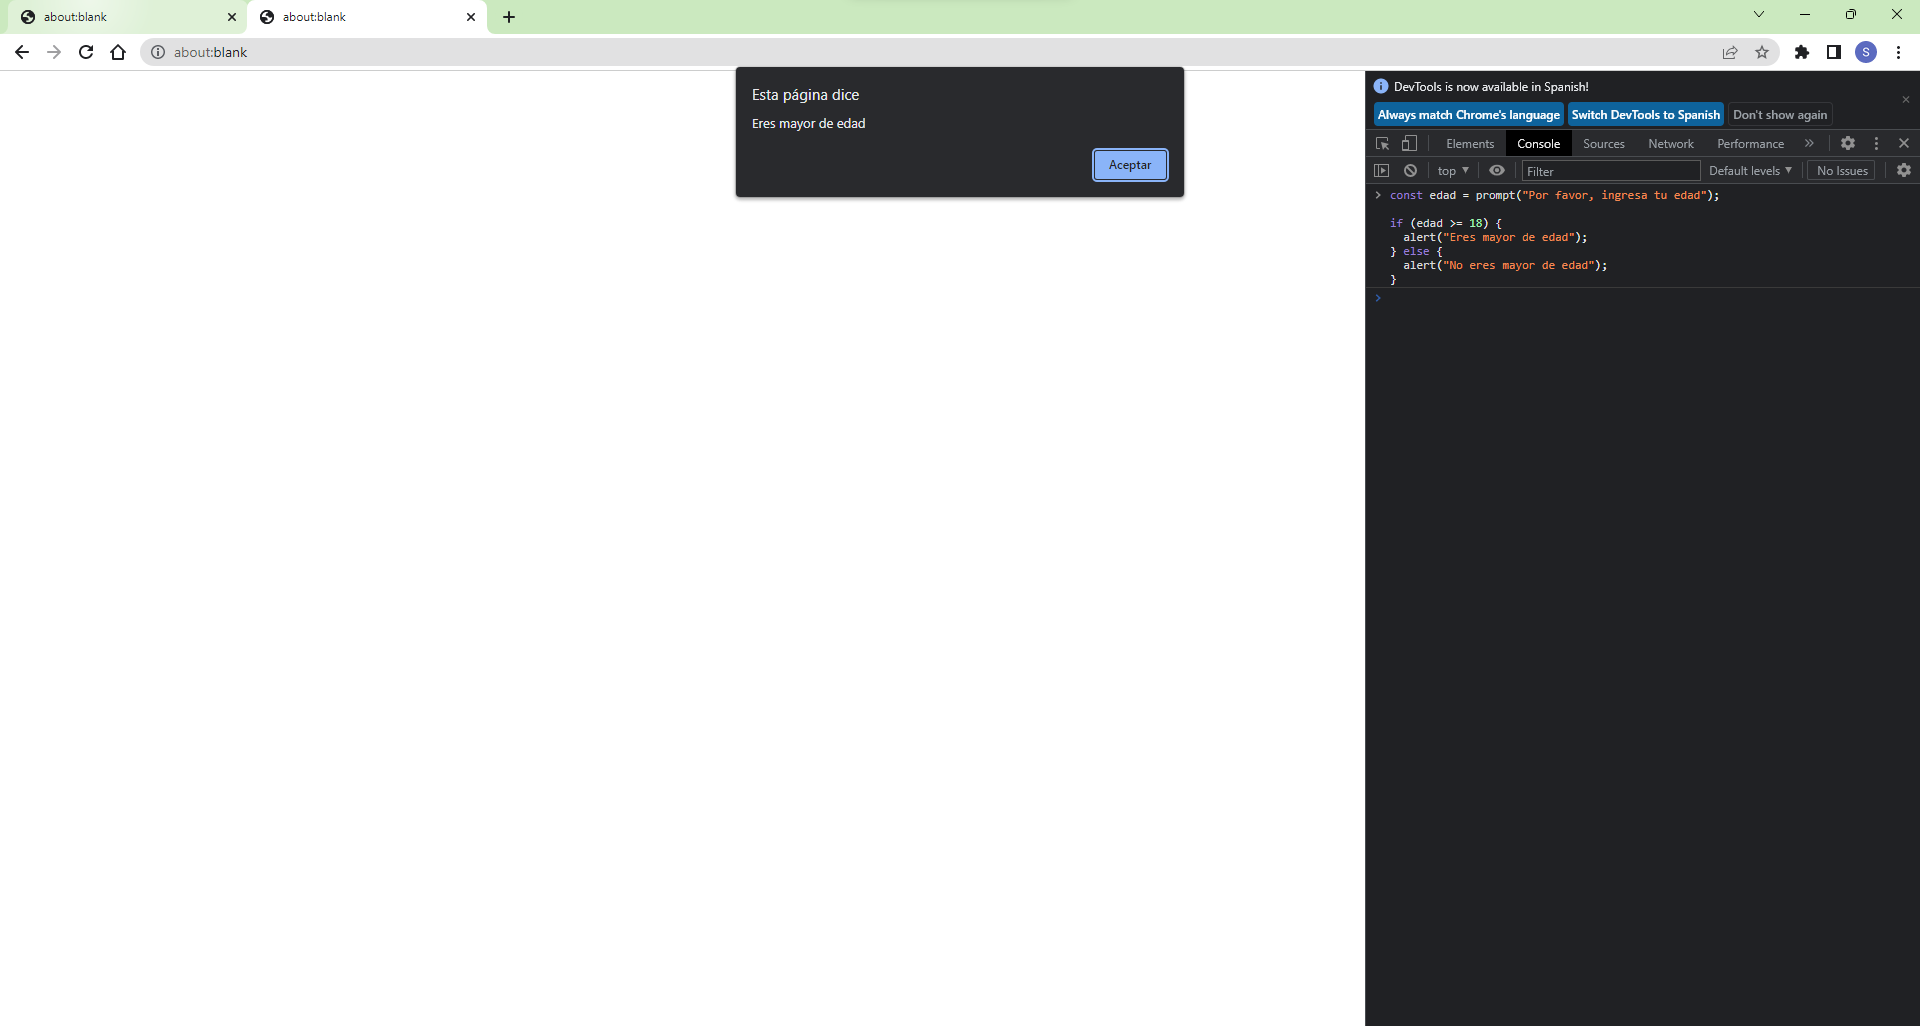 about:blank
about:blank
about:blank
S
Esta página dice
Eres mayor de edad
Aceptar
DevTools is now available in Spanish!
Always match Chrome's language Switch DevTools to Spanish Don't show again
Elements Console Sources Network Performance
top Filter Default levels No Issues
const edad = prompt("Por favor, ingresa tu edad");
if (edad >= 18) {
alert("Eres mayor de edad");
} else {
alert("No eres mayor de edad");
}